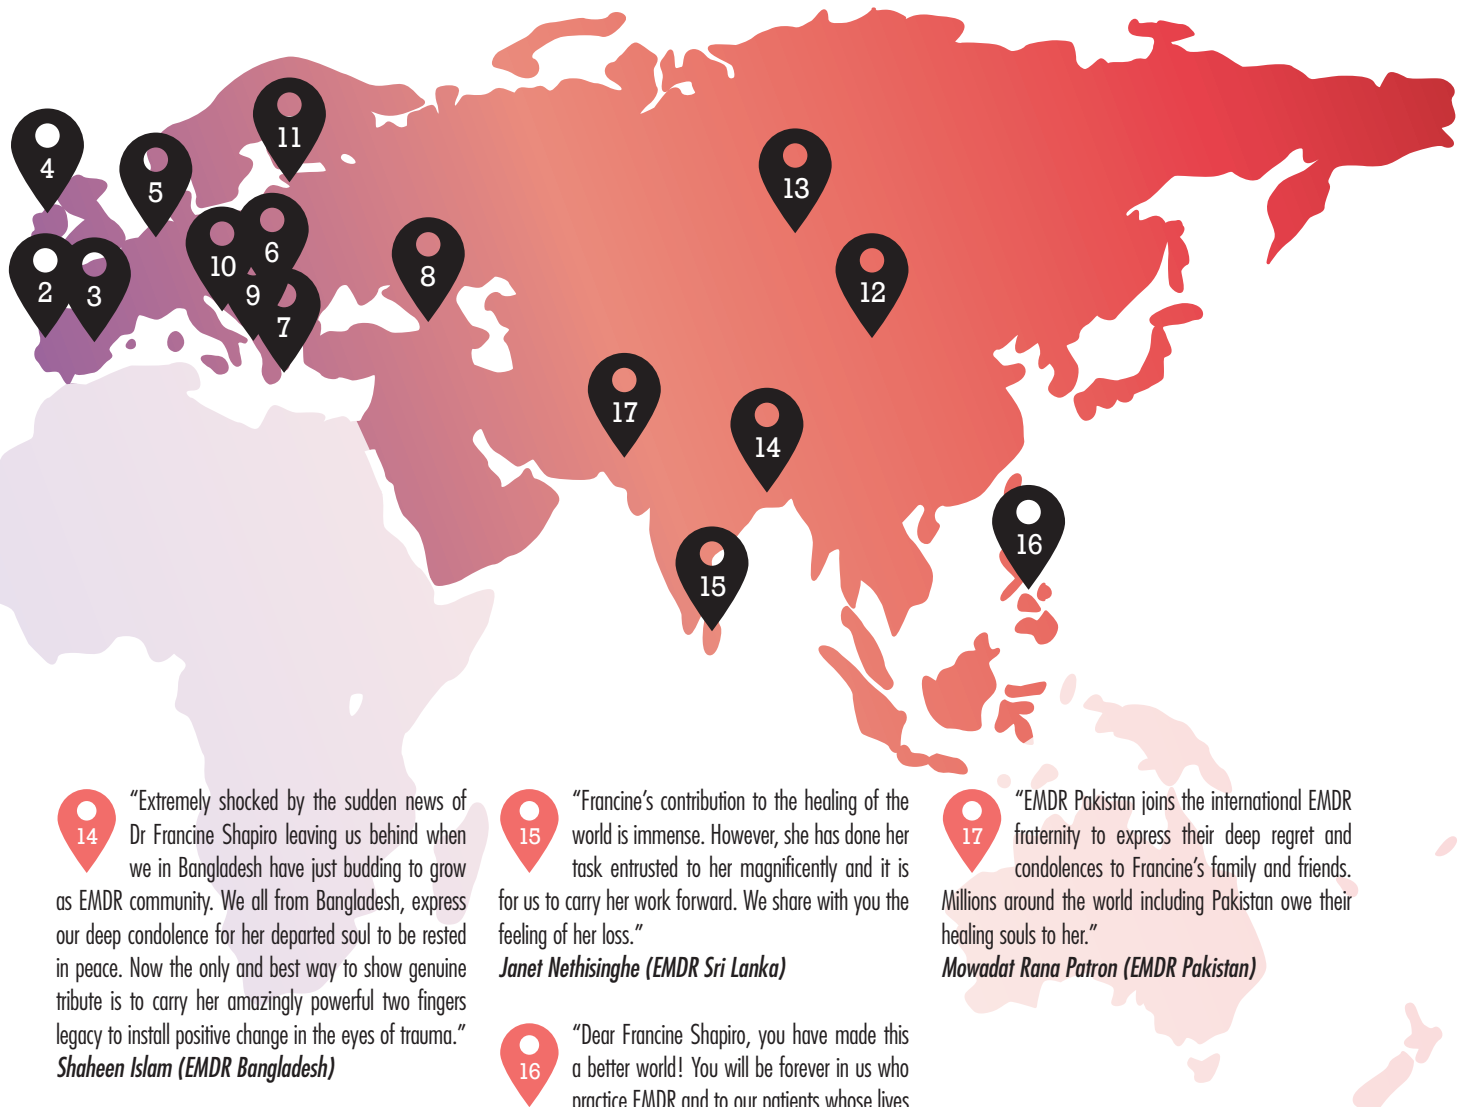 4
11
5
13
6
10
8
2
3
9
12
7
17
14
16
15
14
“Extremely shocked by the sudden news of
Dr Francine Shapiro leaving us behind when
we in Bangladesh have just budding to grow
as EMDR community. We all from Bangladesh, express
our deep condolence for her departed soul to be rested
in peace. Now the only and best way to show genuine
tribute is to carry her amazingly powerful two fingers
legacy to install positive change in the eyes of trauma.”
Shaheen Islam (EMDR Bangladesh)
15
“Francine’s contribution to the healing of the
world is immense. However, she has done her
task entrusted to her magnificently and it is
for us to carry her work forward. We share with you the
feeling of her loss.”
Janet Nethisinghe (EMDR Sri Lanka)
16
“Dear Francine Shapiro, you have made this
a better world! You will be forever in us who
practice EMDR and to our patients whose lives
17
“EMDR Pakistan joins the international EMDR
fraternity to express their deep regret and
condolences to Francine’s family and friends.
Millions around the world including Pakistan owe their
healing souls to her.”
Mowadat Rana Patron (EMDR Pakistan)